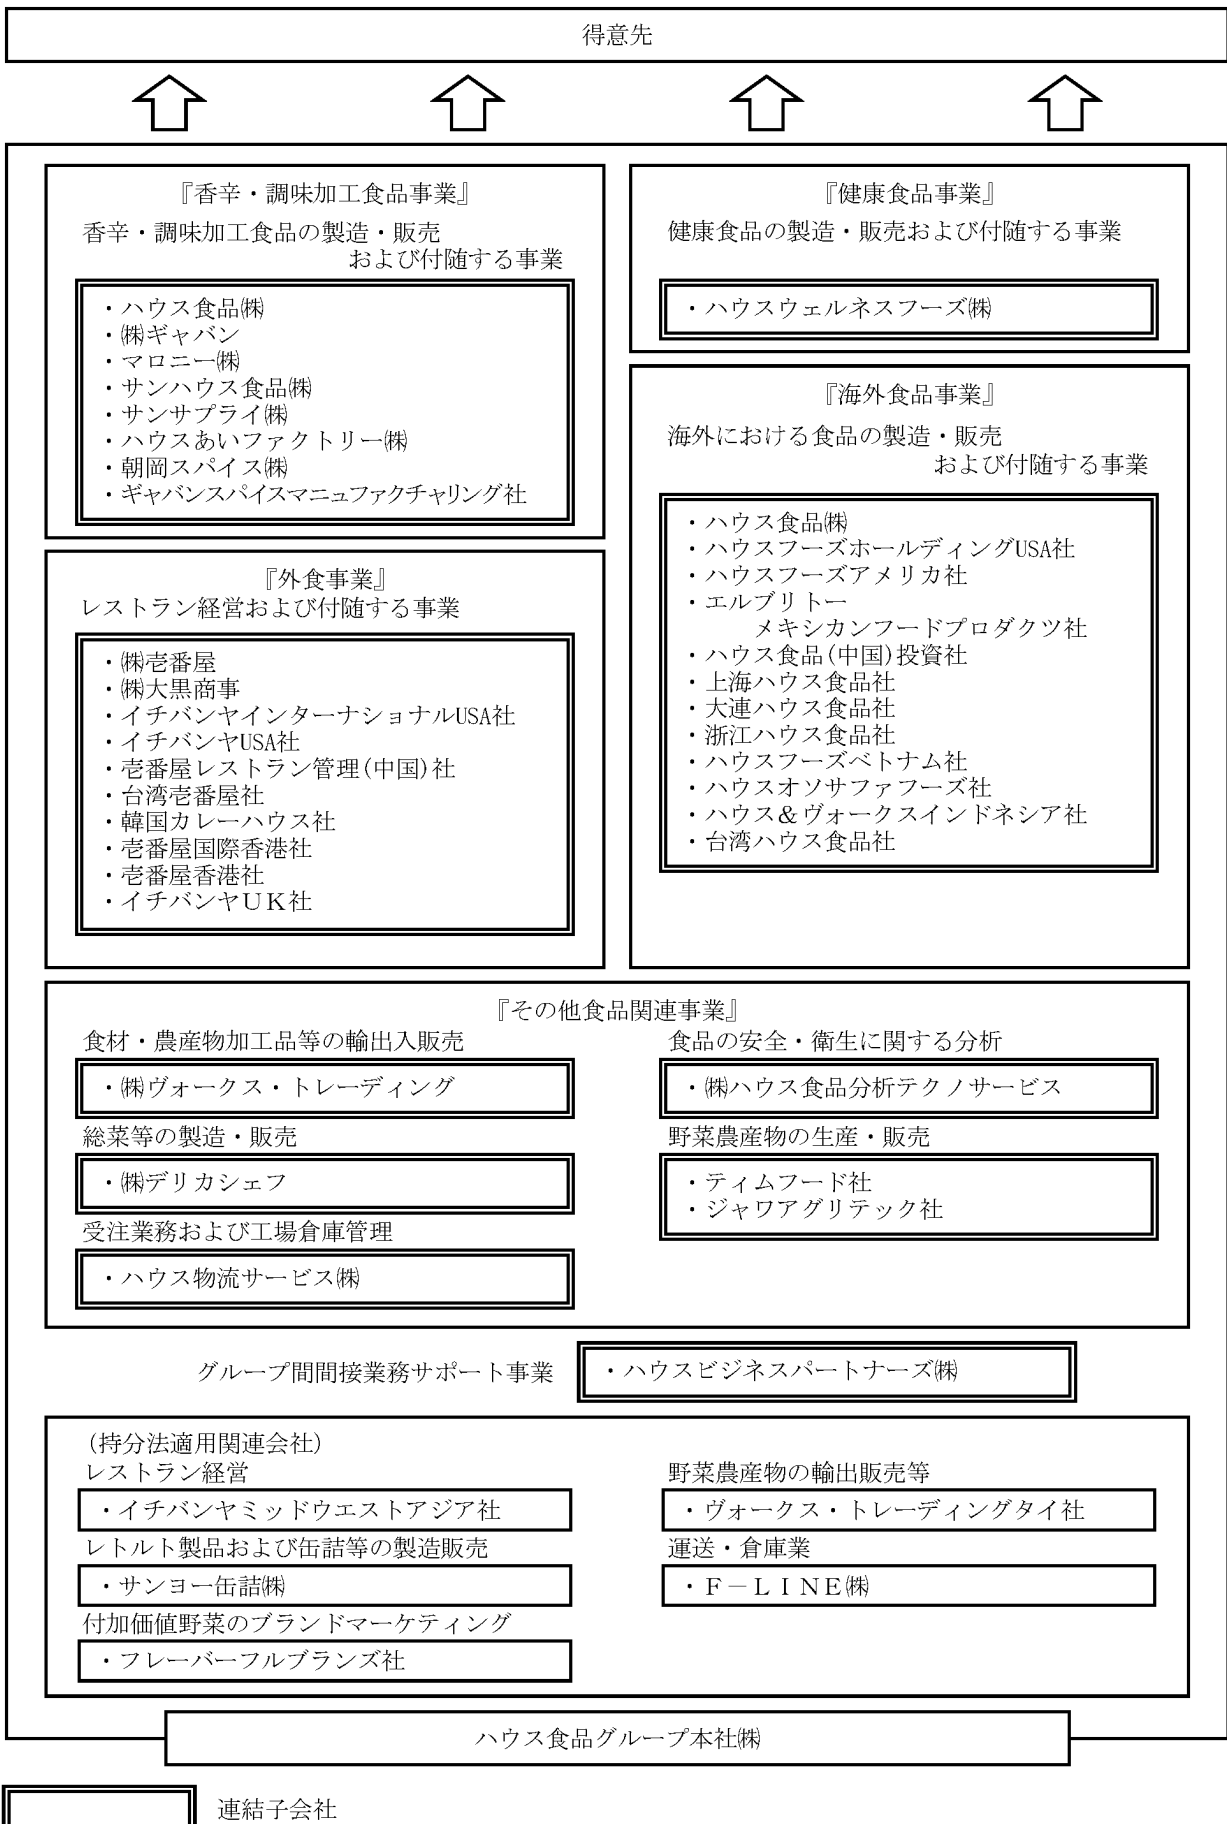 得意先
『香辛・調味加工食品事業』
香辛・調味加工食品の製造・販売
および付随する事業
・ハウス食品㈱
・㈱ギャバン
・マロニー㈱
・サンハウス食品㈱
・サンサプライ㈱
・ハウスあいファクトリー㈱
・朝岡スパイス㈱
・ギャバンスパイスマニュファクチャリング社
『健康食品事業』
健康食品の製造・販売および付随する事業
・ハウスウェルネスフーズ㈱
『外食事業』
レストラン経営および付随する事業
・㈱壱番屋
・㈱大黒商事
・イチバンヤインターナショナルUSA社
・イチバンヤUSA社
・壱番屋レストラン管理(中国)社
・台湾壱番屋社
・韓国カレーハウス社
・壱番屋国際香港社
・壱番屋香港社
・イチバンヤＵＫ社
『海外食品事業』
海外における食品の製造・販売
および付随する事業
・ハウス食品㈱
・ハウスフーズホールディングUSA社
・ハウスフーズアメリカ社
・エルブリトー
メキシカンフードプロダクツ社
・ハウス食品(中国)投資社
・上海ハウス食品社
・大連ハウス食品社
・浙江ハウス食品社
・ハウスフーズベトナム社
・ハウスオソサファフーズ社
・ハウス＆ヴォークスインドネシア社
・台湾ハウス食品社
『その他食品関連事業』
食材・農産物加工品等の輸出入販売
・㈱ヴォークス・トレーディング
総菜等の製造・販売
・㈱デリカシェフ
受注業務および工場倉庫管理
・ハウス物流サービス㈱
食品の安全・衛生に関する分析
・㈱ハウス食品分析テクノサービス
野菜農産物の生産・販売
・ティムフード社
・ジャワアグリテック社
グループ間間接業務サポート事業
・ハウスビジネスパートナーズ㈱
(持分法適用関連会社)
レストラン経営
・イチバンヤミッドウエストアジア社
レトルト製品および缶詰等の製造販売
・サンヨー缶詰㈱
付加価値野菜のブランドマーケティング
・フレーバーフルブランズ社
野菜農産物の輸出販売等
・ヴォークス・トレーディングタイ社
運送・倉庫業
・Ｆ－ＬＩＮＥ㈱
ハウス食品グループ本社㈱
連結子会社